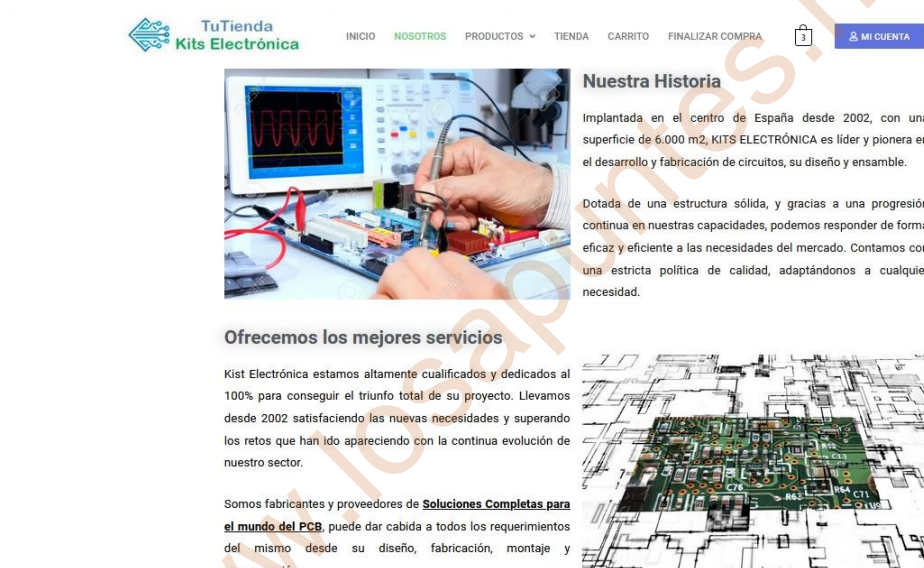 TuTienda
Kits Electrónica
INICIO
NOSOTROS
PRODUCTOS
TIENDA
CARRITO
FINALIZAR COMPRA
3
MI CUENTA
Nuestra Historia
Implantada en el centro de España desde 2002, con una
superficie de 6.000 m2, KITS ELECTRÓNICA es líder y pionera en
el desarrollo y fabricación de circuitos, su diseño y ensamble.
Dotada de una estructura sólida, y gracias a una progresión
continua en nuestras capacidades, podemos responder de forma
eficaz y eficiente a las necesidades del mercado. Contamos con
una estricta política de calidad, adaptándonos a cualquie
necesidad.
Ofrecemos los mejores servicios
Kist Electrónica estamos altamente cualificados y dedicados al
100% para conseguir el triunfo total de su proyecto. Llevamos
desde 2002 satisfaciendo las nuevas necesidades y superando
los retos que han ido apareciendo con la continua evolución de
nuestro sector.
Somos fabricantes y proveedores de Soluciones Completas para
el mundo del PCB, puede dar cabida a todos los requerimientos
del mismo desde su diseño, fabricación, montaje y
C13
C76
R64
C71
w.losapuntes.